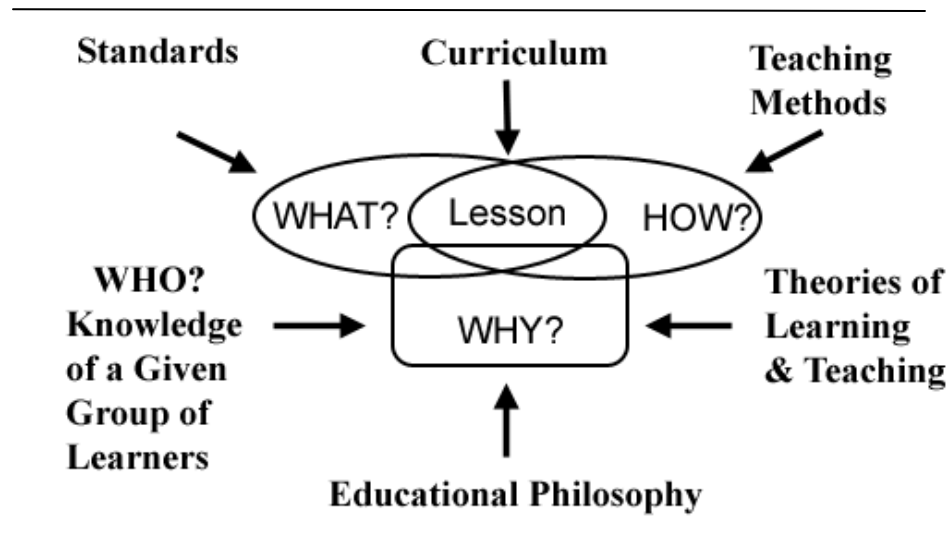 Standards
Curriculum
Teaching
Methods
WHAT?
Lesson
HOW?
WHO?
Knowledge
of a Given
Group of
Learners
WHY?
Theories of
Learning
& Teaching
Educational Philosophy